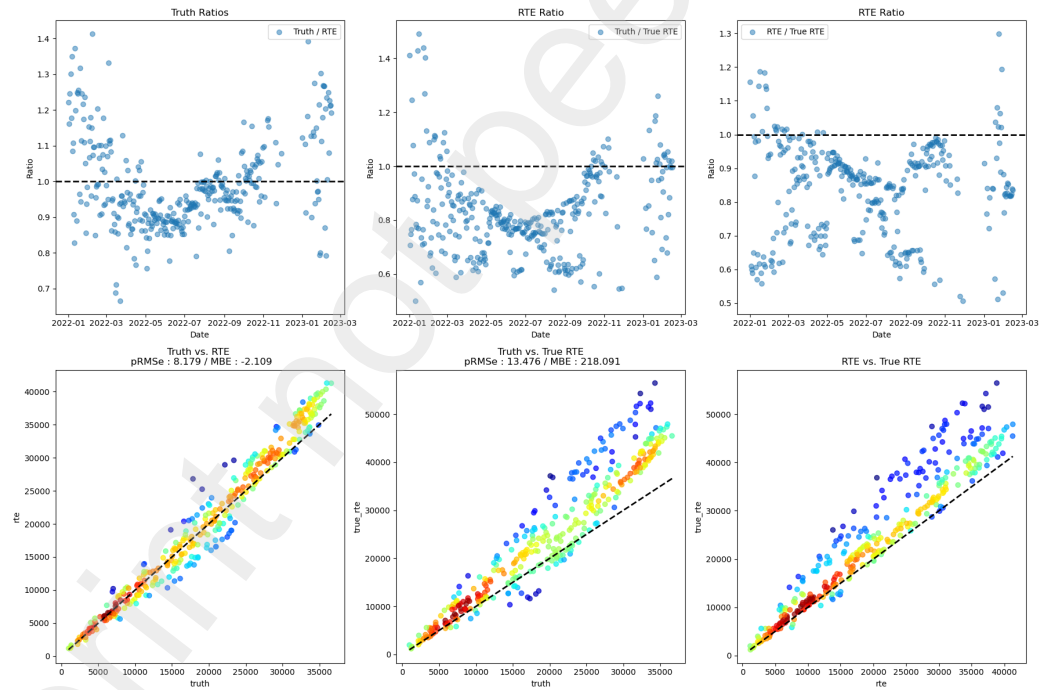 Truth Ratios
Truth / RTE
1.4
1.3
1.2
1.1
1.0
0.9
0.8
0.7
Ratio
2022-01 2022-03 2022-05 2022-07 2022-09 2022-11 2023-01 2023-03
Date
RTE Ratio
Truth / True RTE
1.4
1.2
1.0
0.8
0.6
Ratio
2022-01 2022-03 2022-05 2022-07 2022-09 2022-11 2023-01 2023-03
Date
RTE Ratio
RTE / True RTE
1.3
1.2
1.1
1.0
0.9
0.8
0.7
0.6
0.5
Ratio
2022-01 2022-03 2022-05 2022-07 2022-09 2022-11 2023-01 2023-03
Date
Truth vs. RTE
pRMSe : 8.179 / MBE : -2.109
40000
35000
30000
25000
20000
15000
10000
5000
0
rte
0 5000 10000 15000 20000 25000 30000 35000
truth
Truth vs. True RTE
pRMSe : 13.476 / MBE : 218.091
50000
40000
30000
20000
10000
0
true_rte
0 5000 10000 15000 20000 25000 30000 35000
truth
RTE vs. True RTE
50000
40000
30000
20000
10000
0
true_rte
0 5000 10000 15000 20000 25000 30000 35000 40000
rte